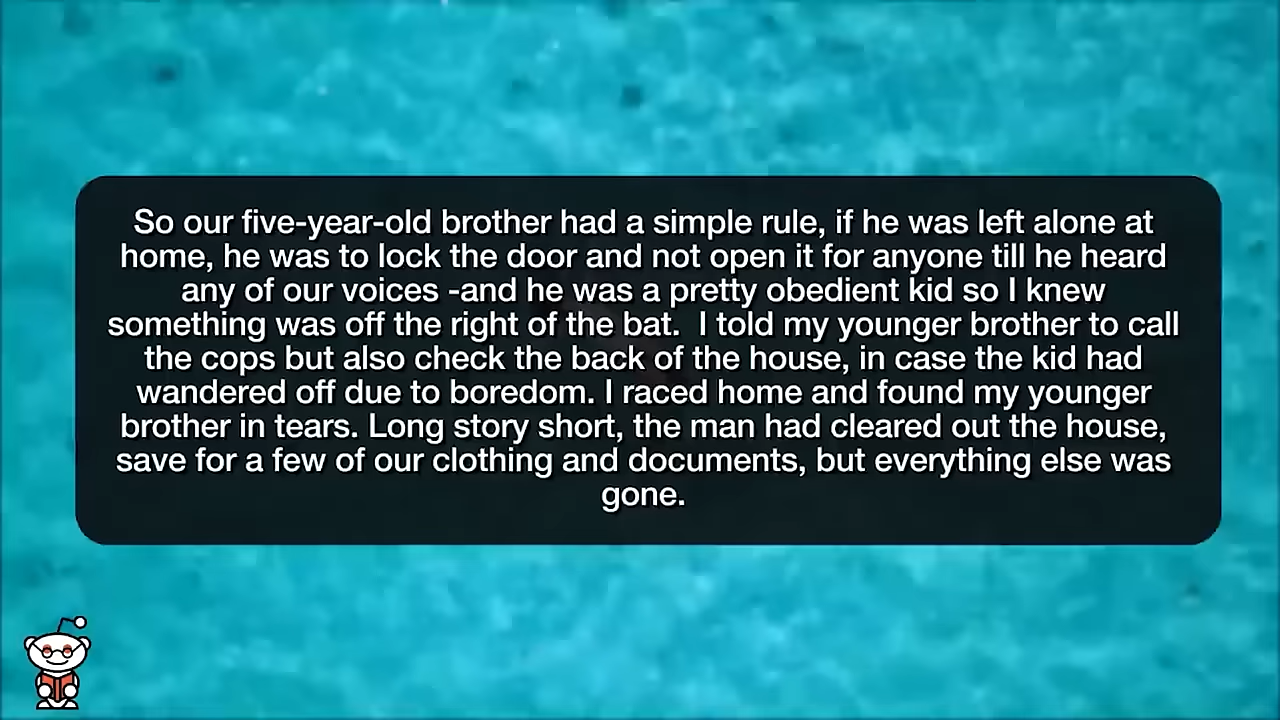 So our five-year-old brother had a simple rule, if he was left alone at
home, he was to lock the door and not open it for anyone till he heard
any of our voices -and he was a pretty obedient kid so I knew
something was off the right of the bat.  I told my younger brother to call
the cops but also check the back of the house, in case the kid had
wandered off due to boredom. I raced home and found my younger
brother in tears. Long story short, the man had cleared out the house,
save for a few of our clothing and documents, but everything else was
gone.